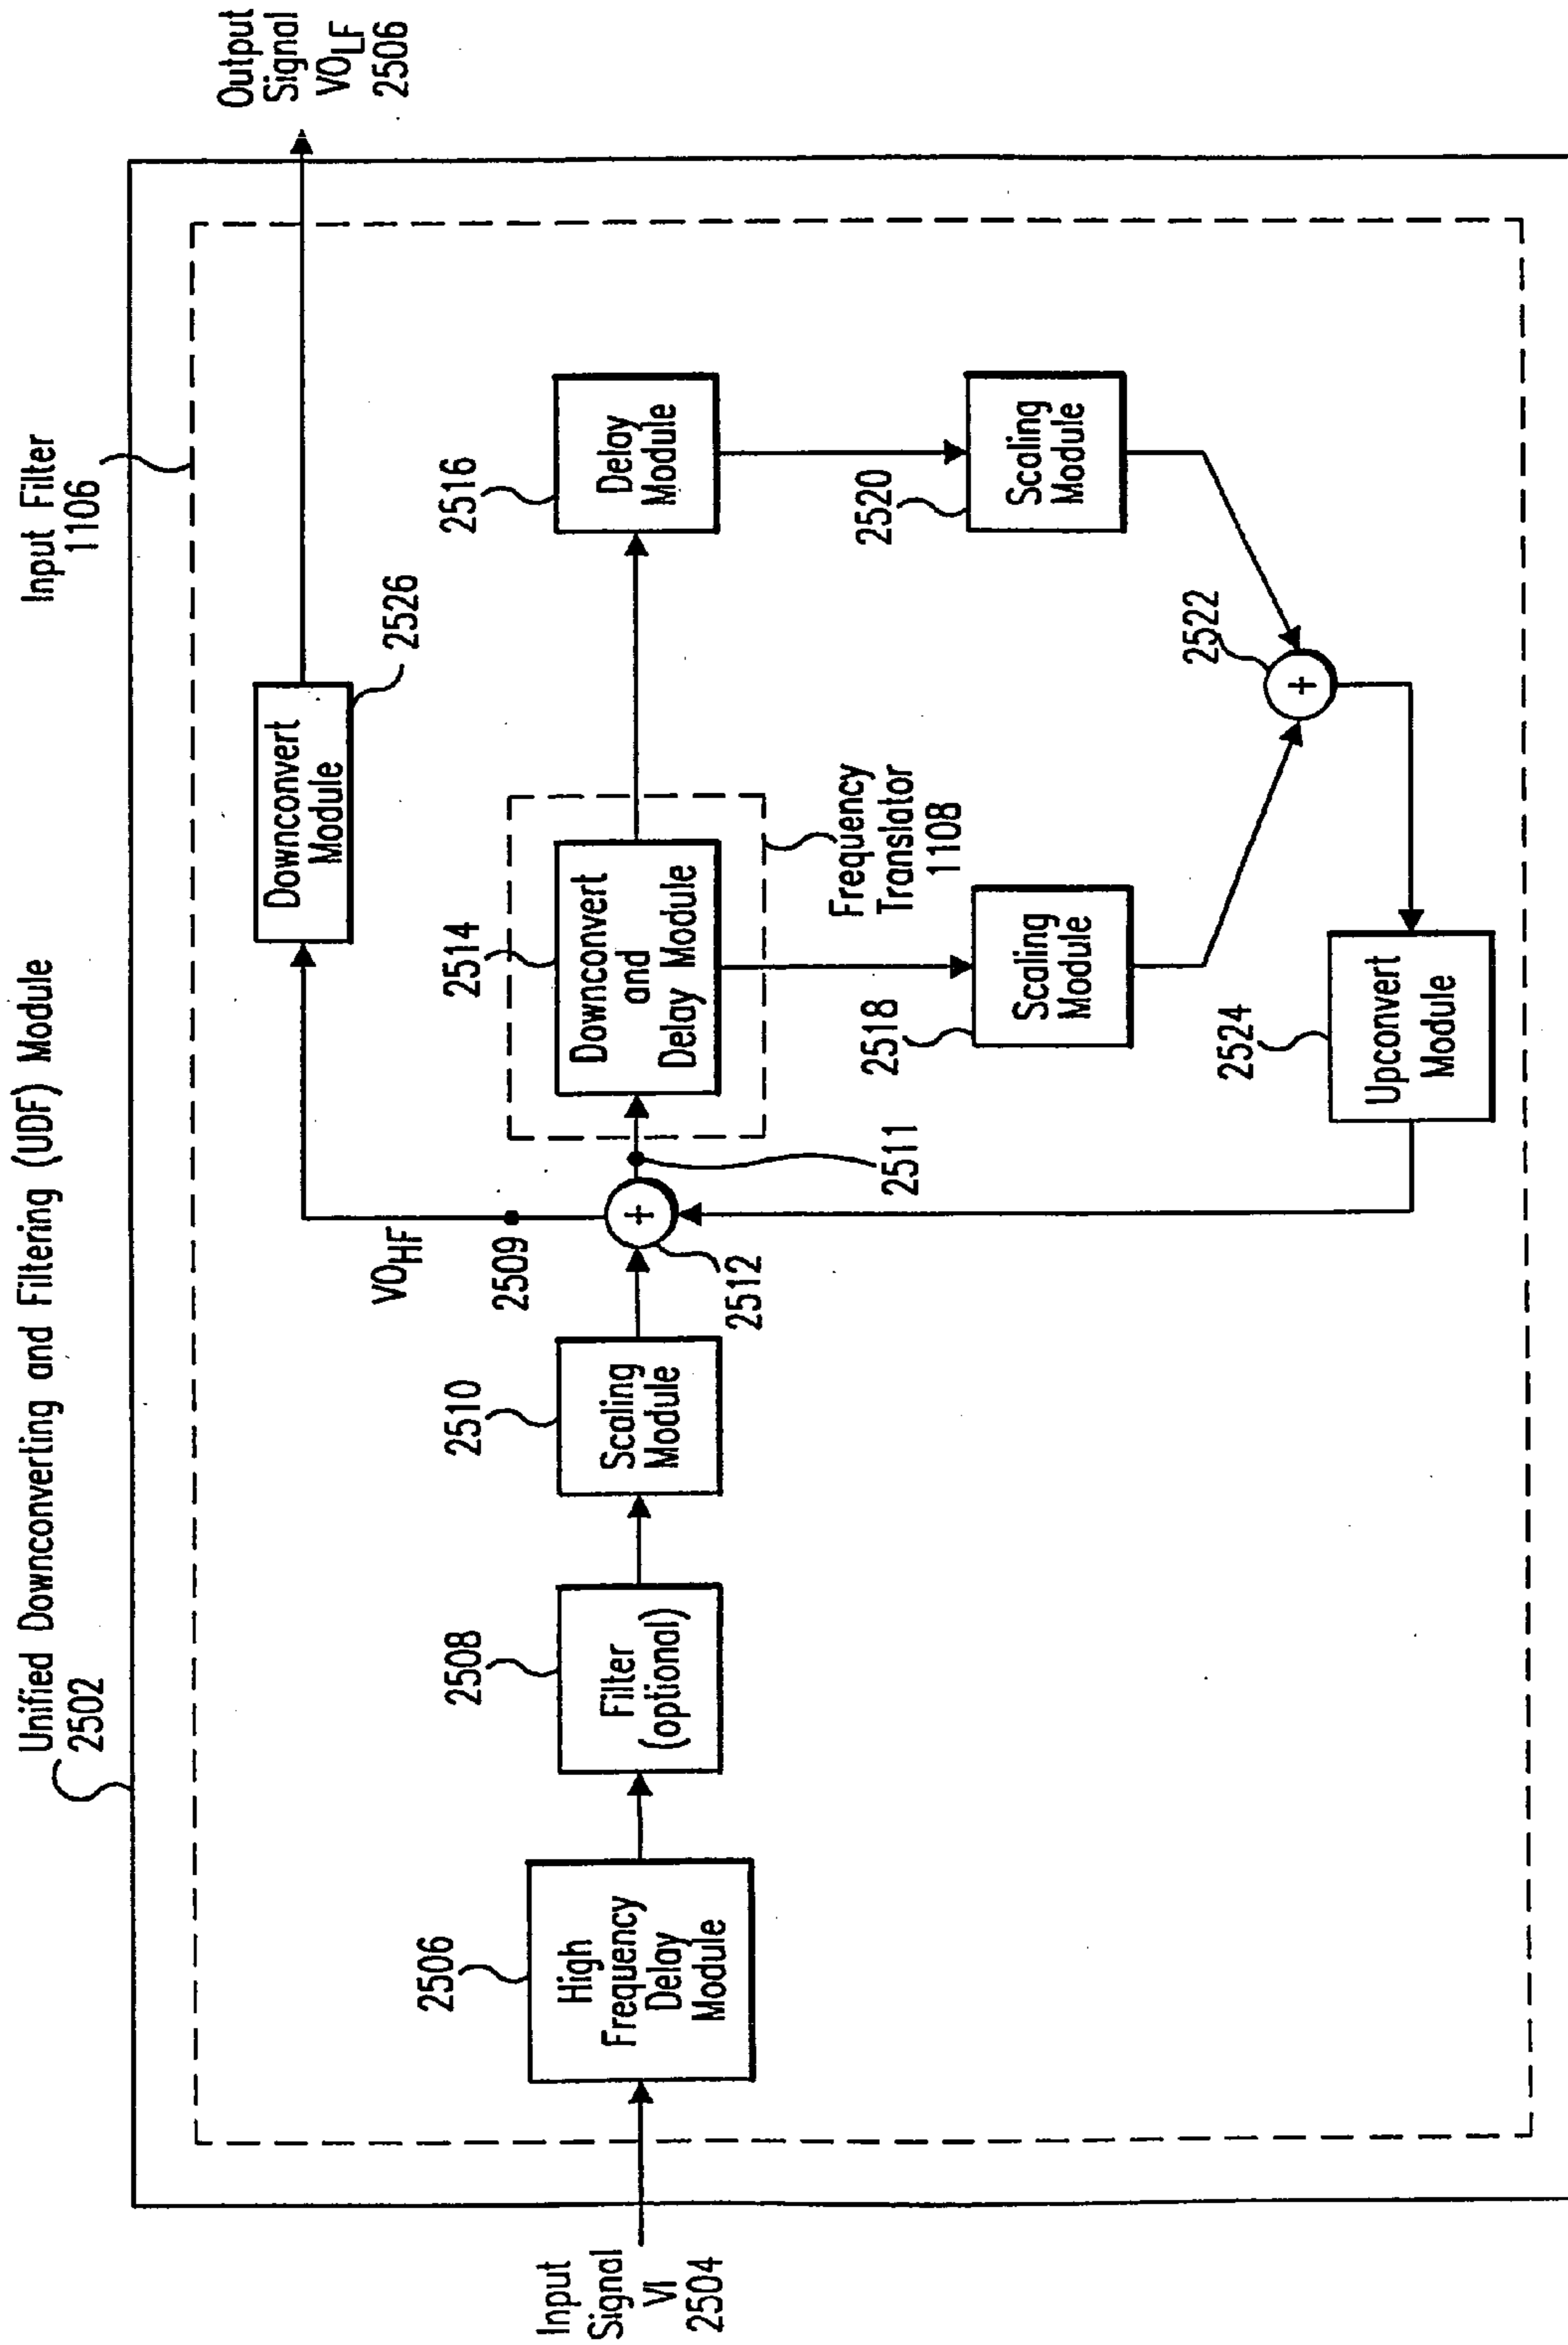 Unified Downconverting and Filtering (UDF) Module
2502
Input Filter
1106
Output
Signal
VO_LF
2506
Downconvert
Module
2526
VO_HF
2509
2514
Downconvert
and
Delay Module
2516
Delay
Module
Input
Signal
VI
2504
2506
High
Frequency
Delay
Module
2508
Filter
(optional)
2510
Scaling
Module
+
2512
2511
Frequency
Translator
1108
2518
Scaling
Module
2520
Scaling
Module
2522
+
2524
Upconvert
Module